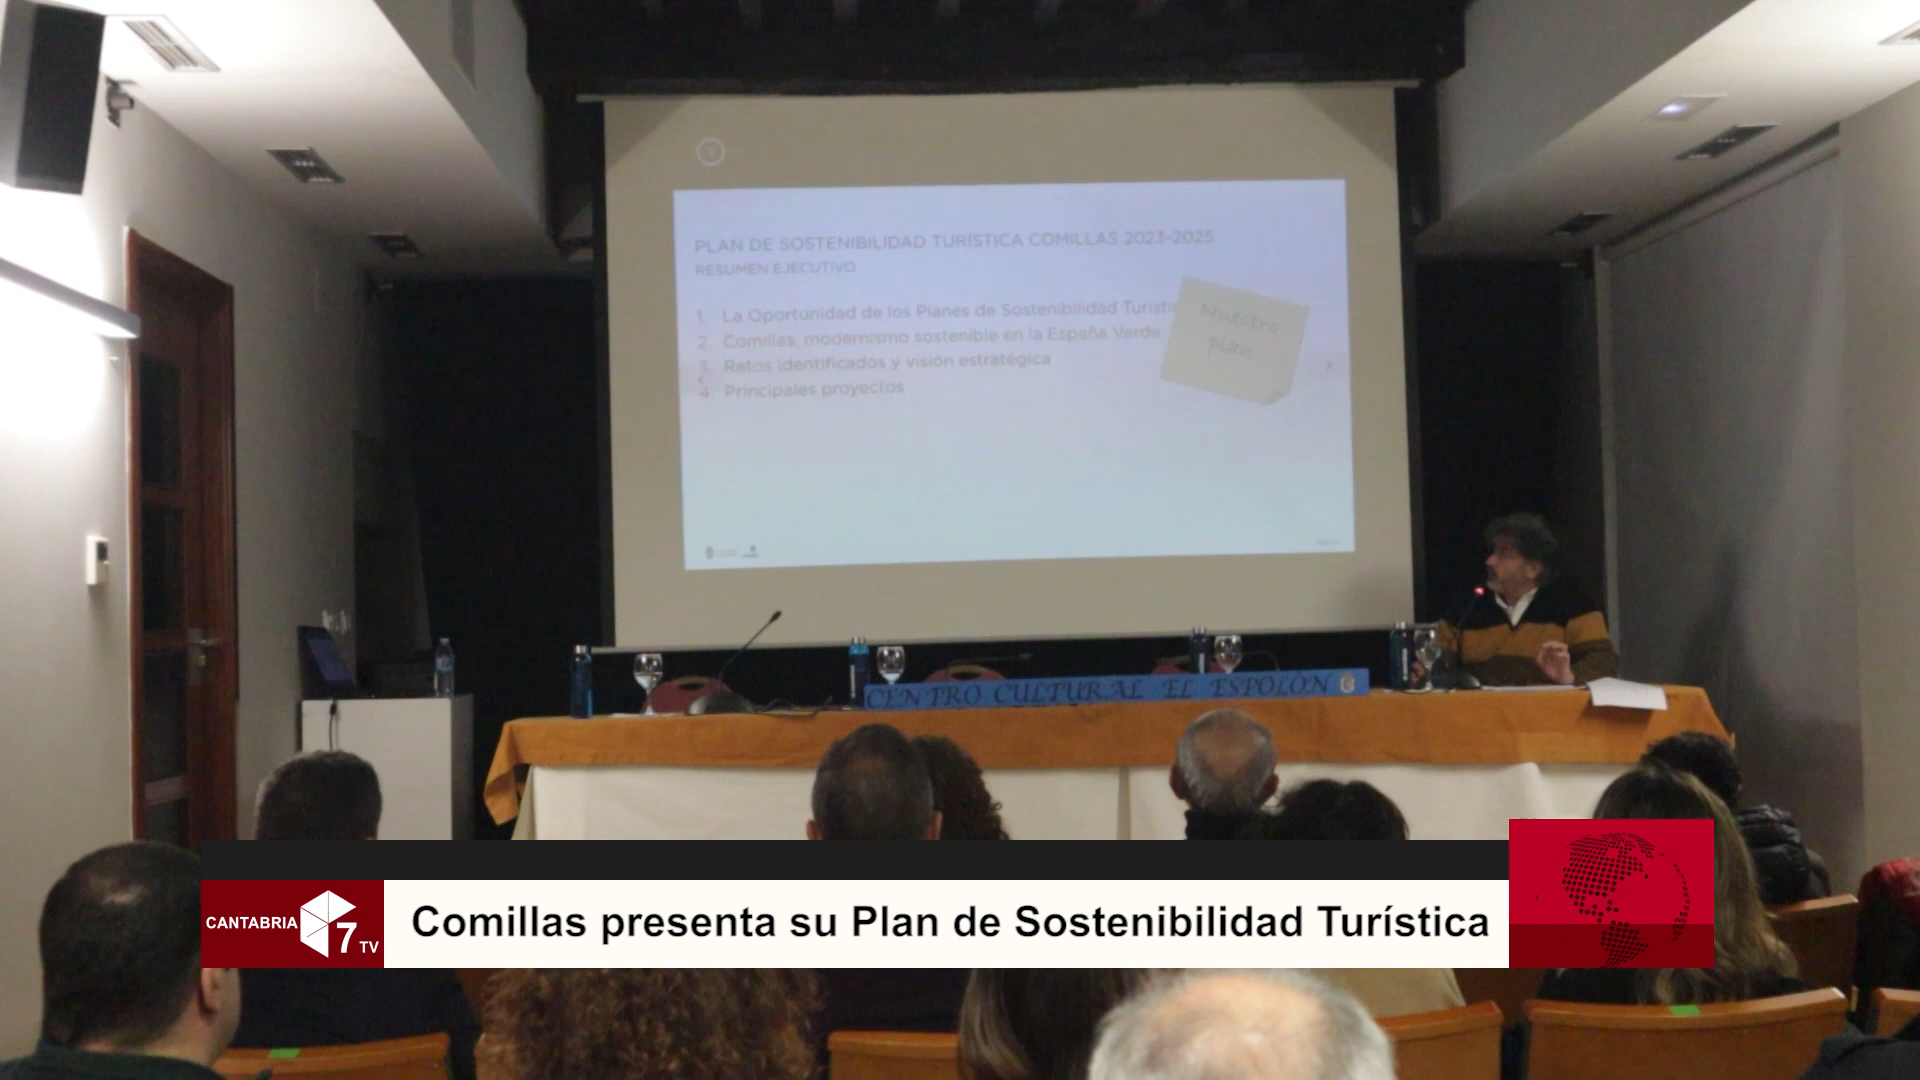 PLAN DE SOSTENIBILIDAD TURÍSTICA COMILLAS 2023-2025
RESUMEN EJECUTIVO
1. La Oportunidad de los Planes de Sostenibilidad Turísti
2. Comillas, modernismo sostenible en la España Verde
3. Retos identificados y visión estratégica
4. Principales proyectos
Nuestro
plan
CENTRO CULTURAL EL ESPOLÓN
CANTABRIA 7 TV
Comillas presenta su Plan de Sostenibilidad Turística